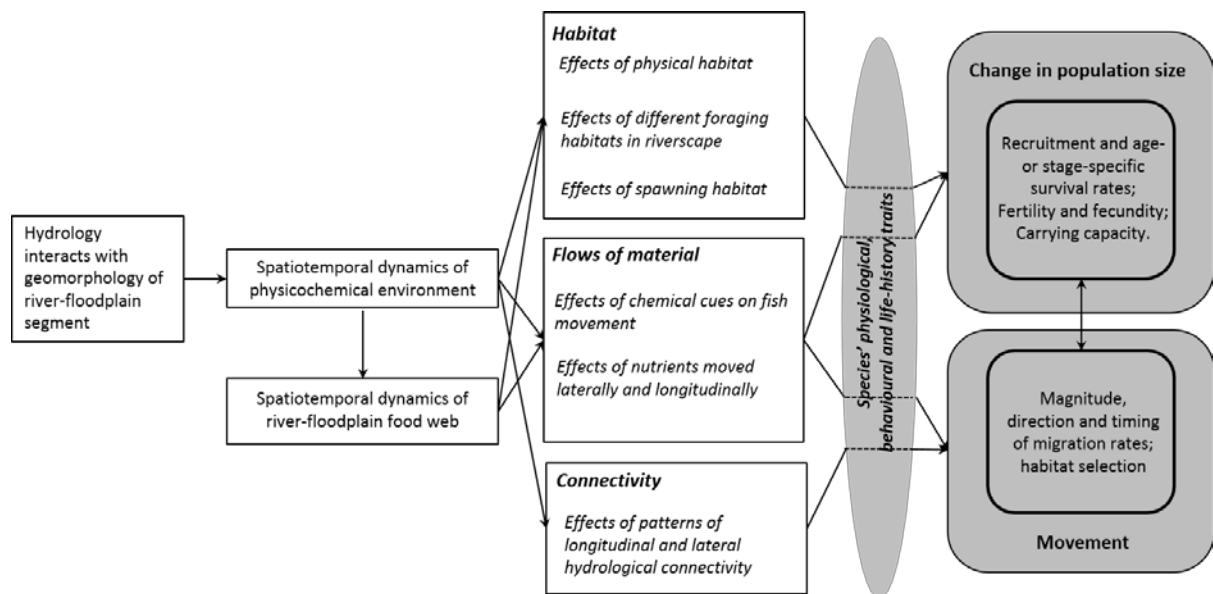 Hydrology
interacts with
geomorphology of
river-floodplain
segment
Spatiotemporal dynamics of
physicochemical environment
Spatiotemporal dynamics of
river-floodplain food web
Habitat
Effects of physical habitat
Effects of different foraging
habitats in riverscape
Effects of spawning habitat
Flows of material
Effects of chemical cues on fish
movement
Effects of nutrients moved
laterally and longitudinally
Connectivity
Effects of patterns of
longitudinal and lateral
hydrological connectivity
Species' physiological,
behavioural and life-history traits
Change in population size
Recruitment and age-
or stage-specific
survival rates;
Fertility and fecundity;
Carrying capacity.
Magnitude,
direction and timing
of migration rates;
habitat selection
Movement